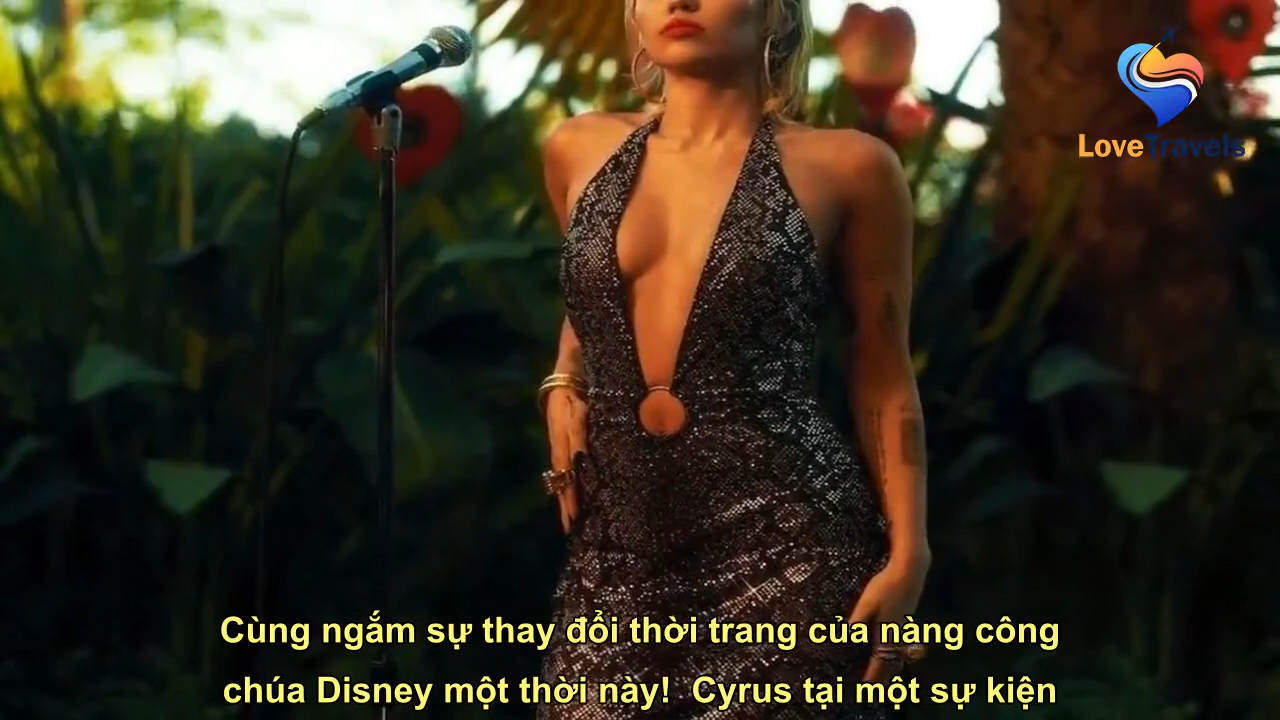 LoveTravels
Cùng ngắm sự thay đổi thời trang của nàng công
chúa Disney một thời này! Cyrus tại một sự kiện